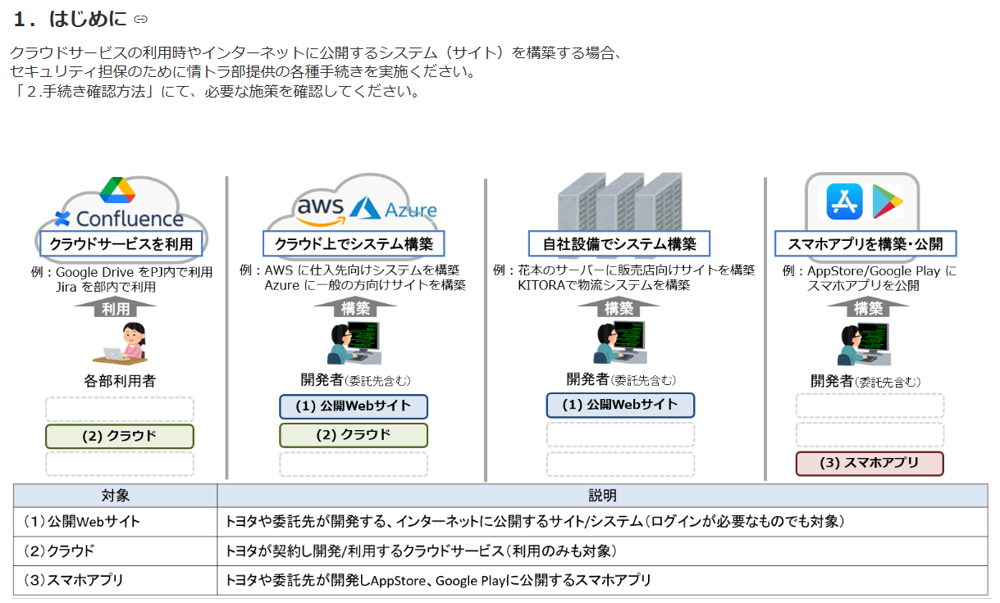 1．はじめに
クラウドサービスの利用時やインターネットに公開するシステム（サイト）を構築する場合、
セキュリティ担保のために情トラ部提供の各種手続きを実施ください。
「２.手続き確認方法」にて、必要な施策を確認してください。
Confluence
クラウドサービスを利用
例：Google Drive をPJ内で利用
Jira を部内で利用
利用
各部利用者
(2) クラウド
aws Azure
クラウド上でシステム構築
例：AWS に仕入先向けシステムを構築
Azure に一般の方向けサイトを構築
構築
開発者(委託先含む)
(1) 公開Webサイト
(2) クラウド
自社設備でシステム構築
例：花本のサーバーに販売店向けサイトを構築
KITORAで物流システムを構築
構築
開発者(委託先含む)
(1) 公開Webサイト
スマホアプリを構築・公開
例：AppStore/Google Play に
スマホアプリを公開
構築
開発者(委託先含む)
(3) スマホアプリ
対象 説明
（1）公開Webサイト トヨタや委託先が開発する、インターネットに公開するサイト/システム（ログインが必要なものでも対象）
（2）クラウド トヨタが契約し開発/利用するクラウドサービス（利用のみも対象）
（3）スマホアプリ トヨタや委託先が開発しAppStore、Google Playに公開するスマホアプリ